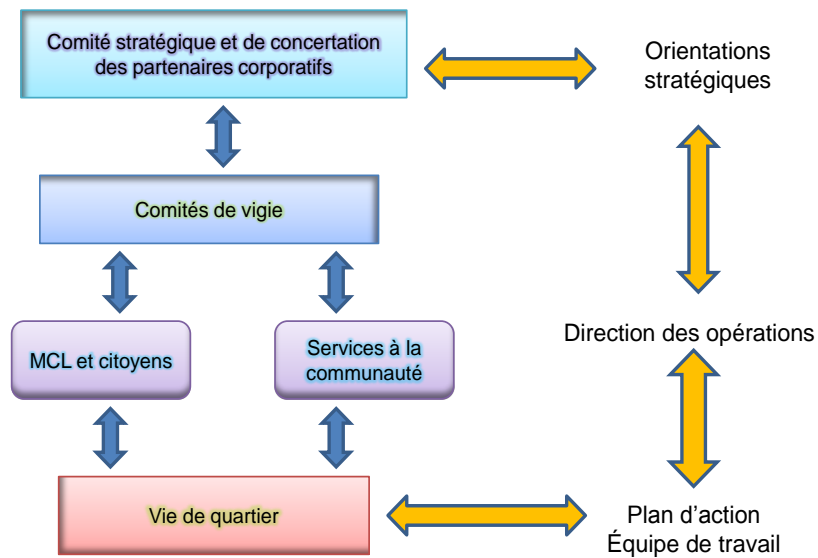 Comité stratégique et de concertation
des partenaires corporatifs
Orientations
stratégiques
Comités de vigie
MCL et citoyens
Services à la
communauté
Direction des opérations
Vie de quartier
Plan d’action
Équipe de travail